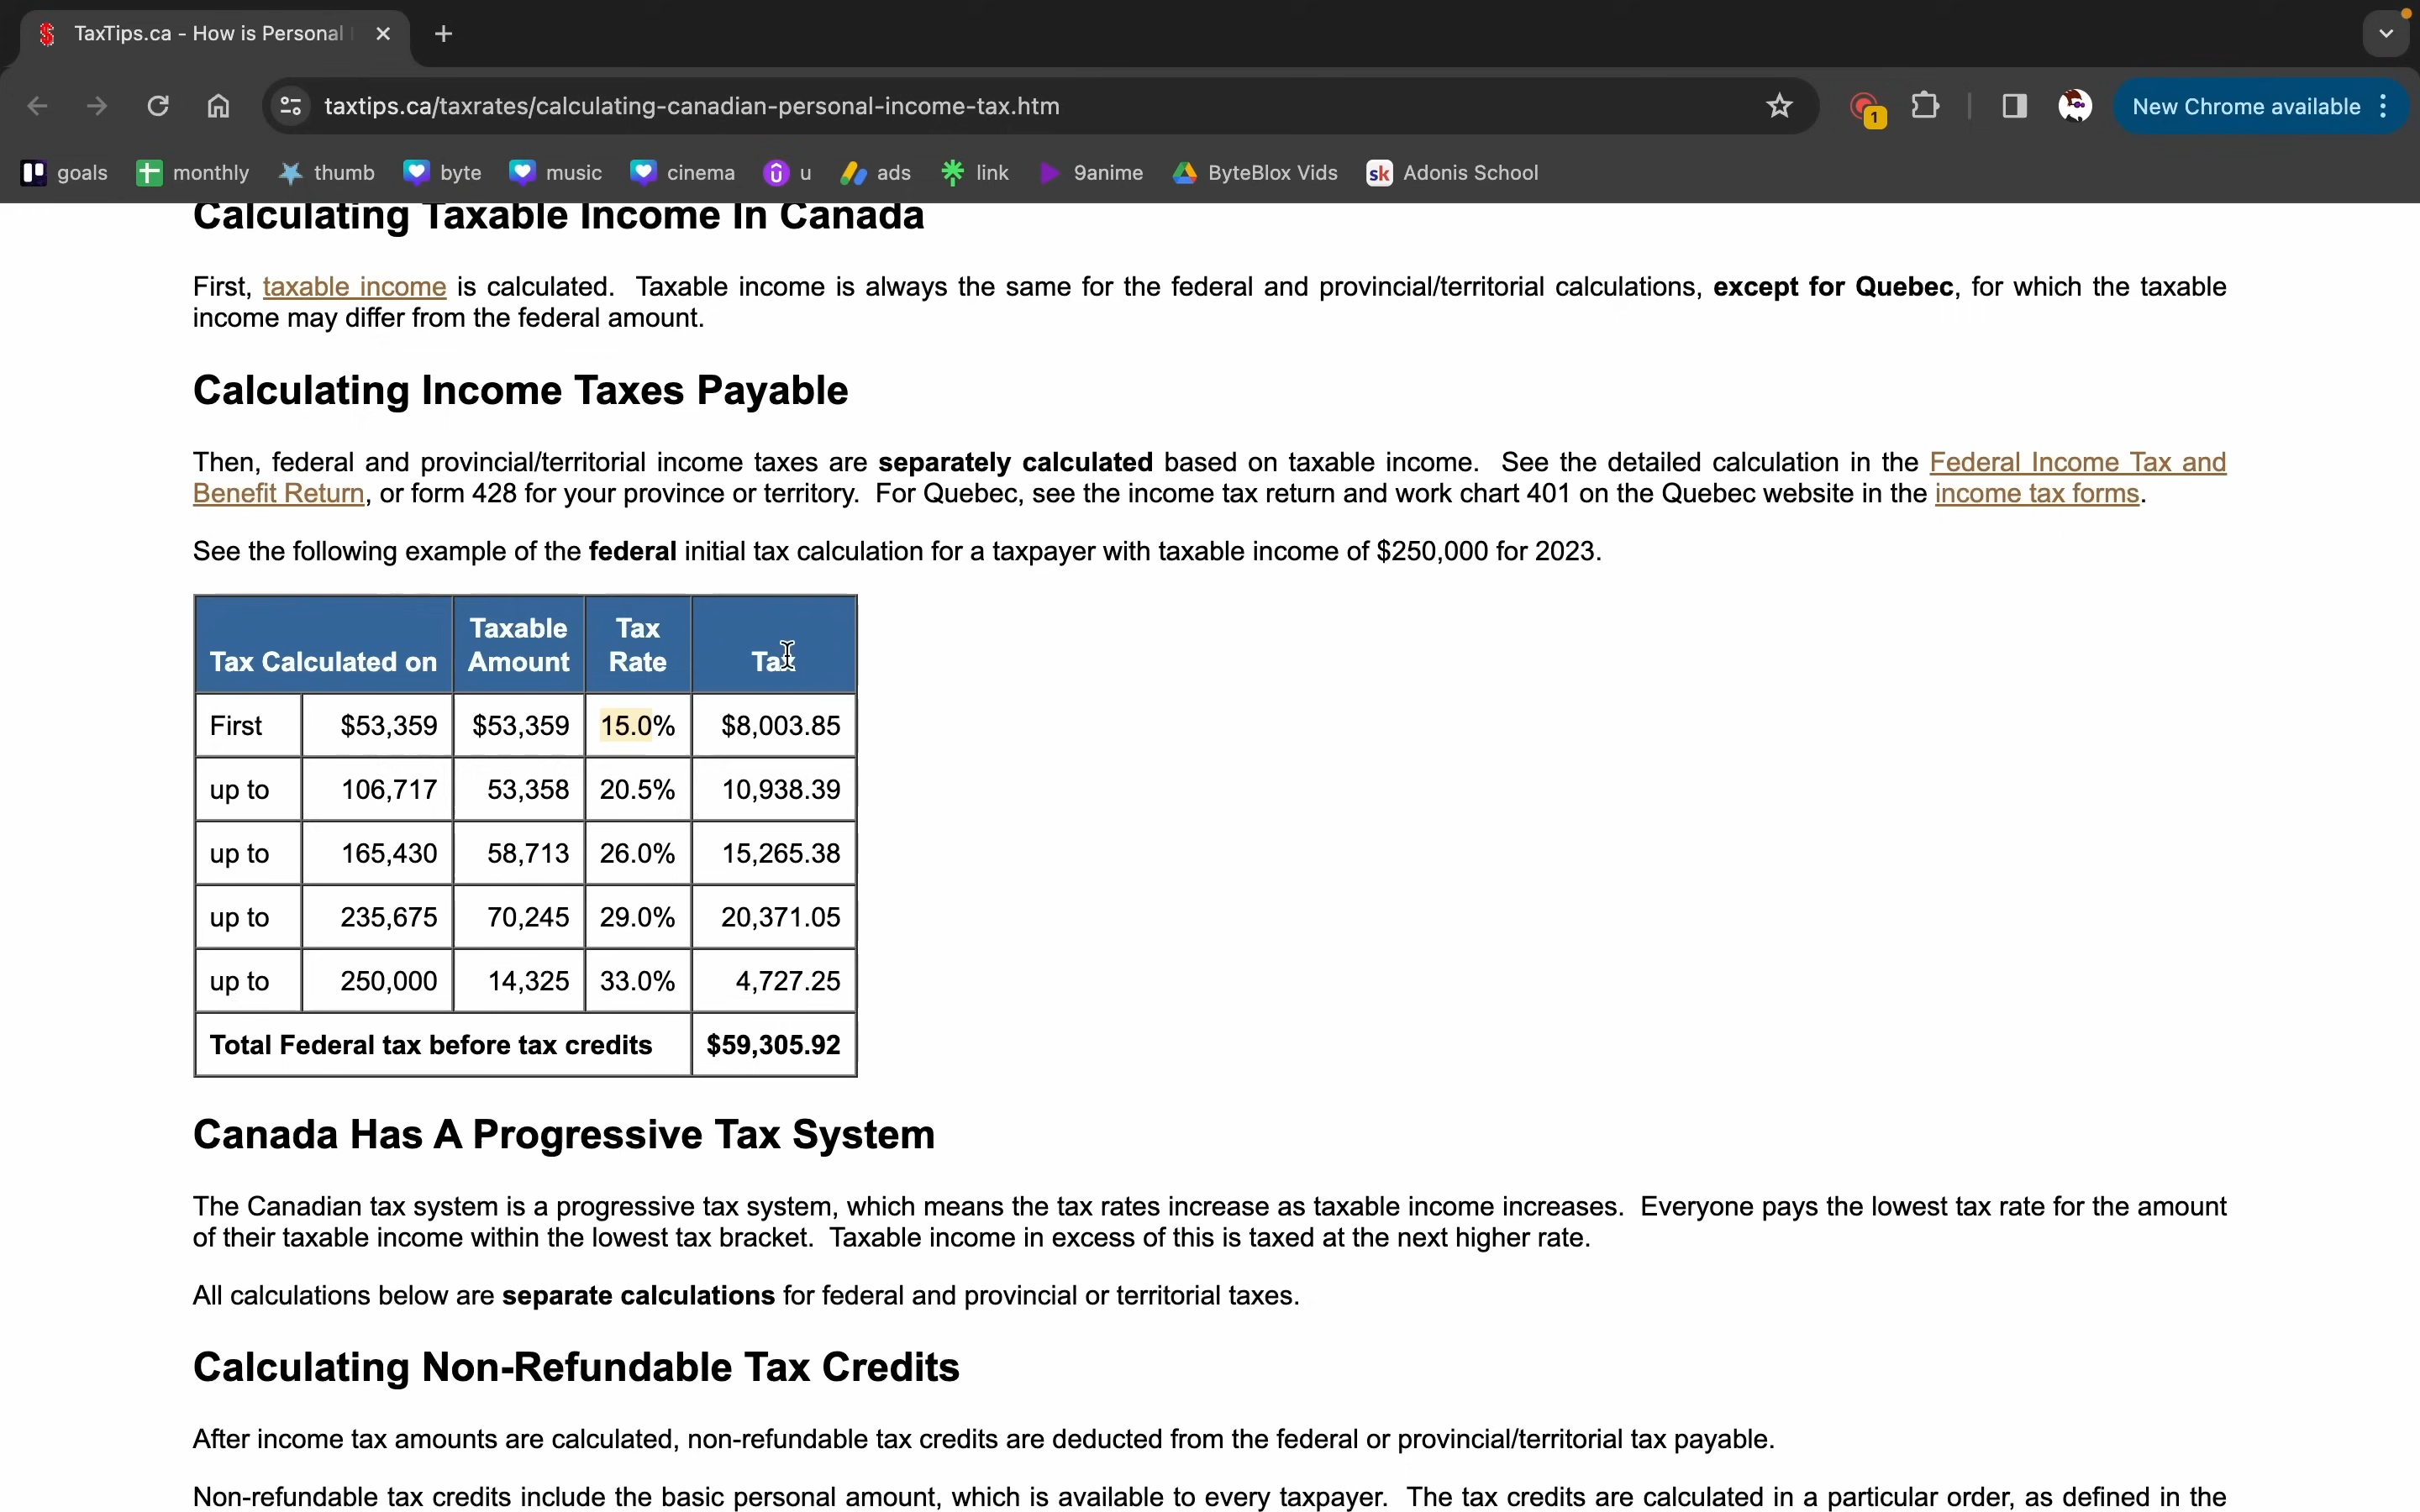 TaxTips.ca - How is Personal
taxtips.ca/taxrates/calculating-canadian-personal-income-tax.htm
1
New Chrome available
goals monthly thumb byte music cinema u ads link 9anime ByteBlox Vids sk Adonis School
Calculating Taxable Income In Canada
First, taxable income is calculated. Taxable income is always the same for the federal and provincial/territorial calculations, except for Quebec, for which the taxable
income may differ from the federal amount.
Calculating Income Taxes Payable
Then, federal and provincial/territorial income taxes are separately calculated based on taxable income. See the detailed calculation in the Federal Income Tax and
Benefit Return, or form 428 for your province or territory. For Quebec, see the income tax return and work chart 401 on the Quebec website in the income tax forms.
See the following example of the federal initial tax calculation for a taxpayer with taxable income of $250,000 for 2023.
Taxable Tax
Tax Calculated on Amount Rate Tax
First $53,359 $53,359 15.0% $8,003.85
up to 106,717 53,358 20.5% 10,938.39
up to 165,430 58,713 26.0% 15,265.38
up to 235,675 70,245 29.0% 20,371.05
up to 250,000 14,325 33.0% 4,727.25
Total Federal tax before tax credits $59,305.92
Canada Has A Progressive Tax System
The Canadian tax system is a progressive tax system, which means the tax rates increase as taxable income increases. Everyone pays the lowest tax rate for the amount
of their taxable income within the lowest tax bracket. Taxable income in excess of this is taxed at the next higher rate.
All calculations below are separate calculations for federal and provincial or territorial taxes.
Calculating Non-Refundable Tax Credits
After income tax amounts are calculated, non-refundable tax credits are deducted from the federal or provincial/territorial tax payable.
Non-refundable tax credits include the basic personal amount, which is available to every taxpayer. The tax credits are calculated in a particular order, as defined in the